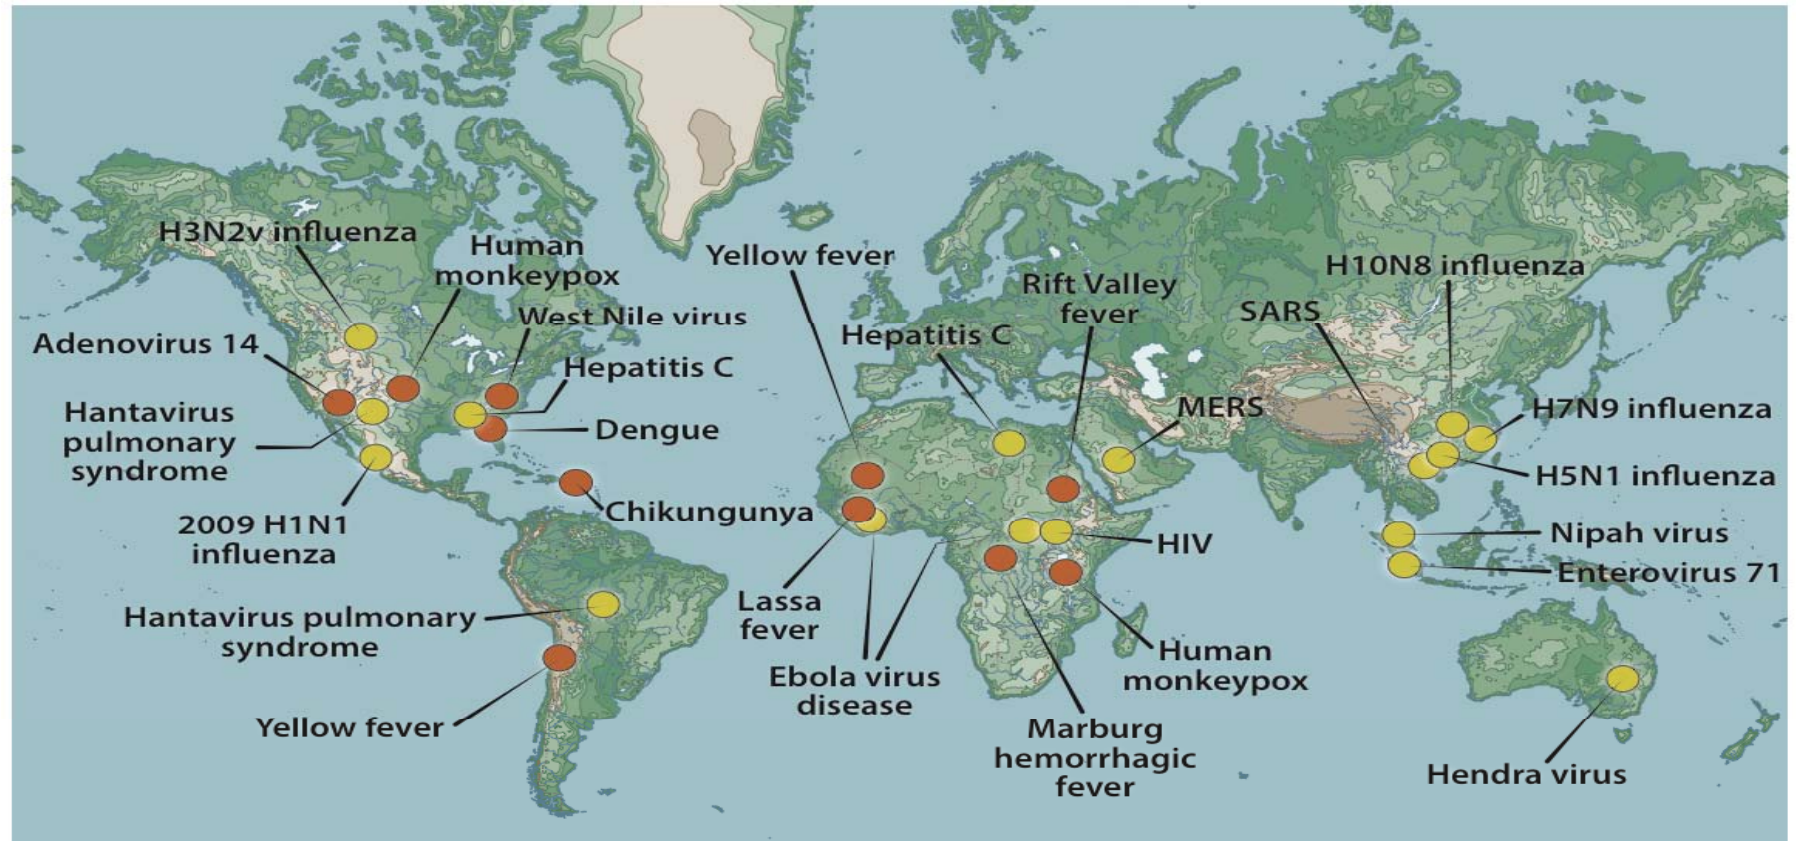 H3N2v influenza
Human
monkeypox
West Nile virus
Adenovirus 14
Hepatitis C
Hantavirus
pulmonary
syndrome
Dengue
2009 H1N1
influenza
Chikungunya
Hantavirus pulmonary
syndrome
Yellow fever
Yellow fever
Hepatitis C
Rift Valley
fever
MERS
HIV
Lassa
fever
Ebola virus
disease
Human
monkeypox
Marburg
hemorrhagic
fever
SARS
H10N8 influenza
H7N9 influenza
H5N1 influenza
Nipah virus
Enterovirus 71
Hendra virus